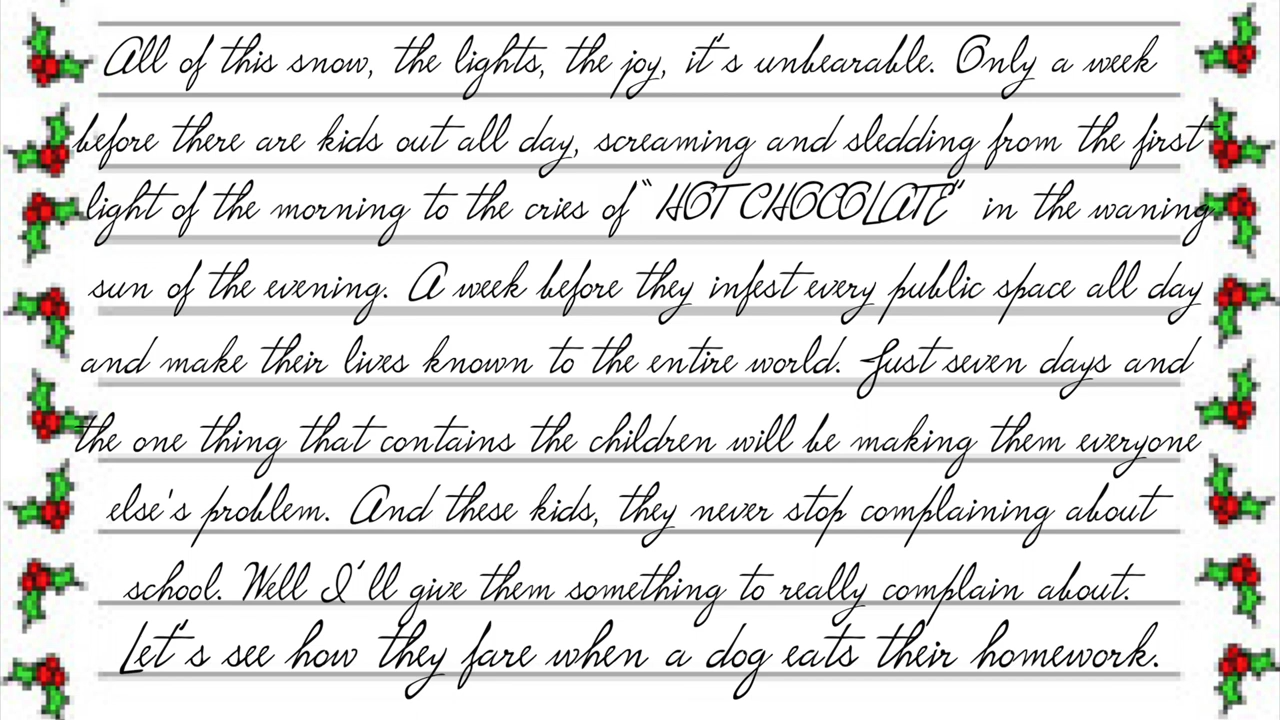 All of this snow, the lights, the joy, it's unbearable. Only a week
before there are kids out all day, screaming and sledding from the first
light of the morning to the cries of "HOT CHOCOLATE" in the waning
sun of the evening. A week before they infest every public space all day
and make their lives known to the entire world. Just seven days and
the one thing that contains the children will be making them everyone
else's problem. And these kids, they never stop complaining about
school. Well I'll give them something to really complain about.
Let's see how they fare when a dog eats their homework.